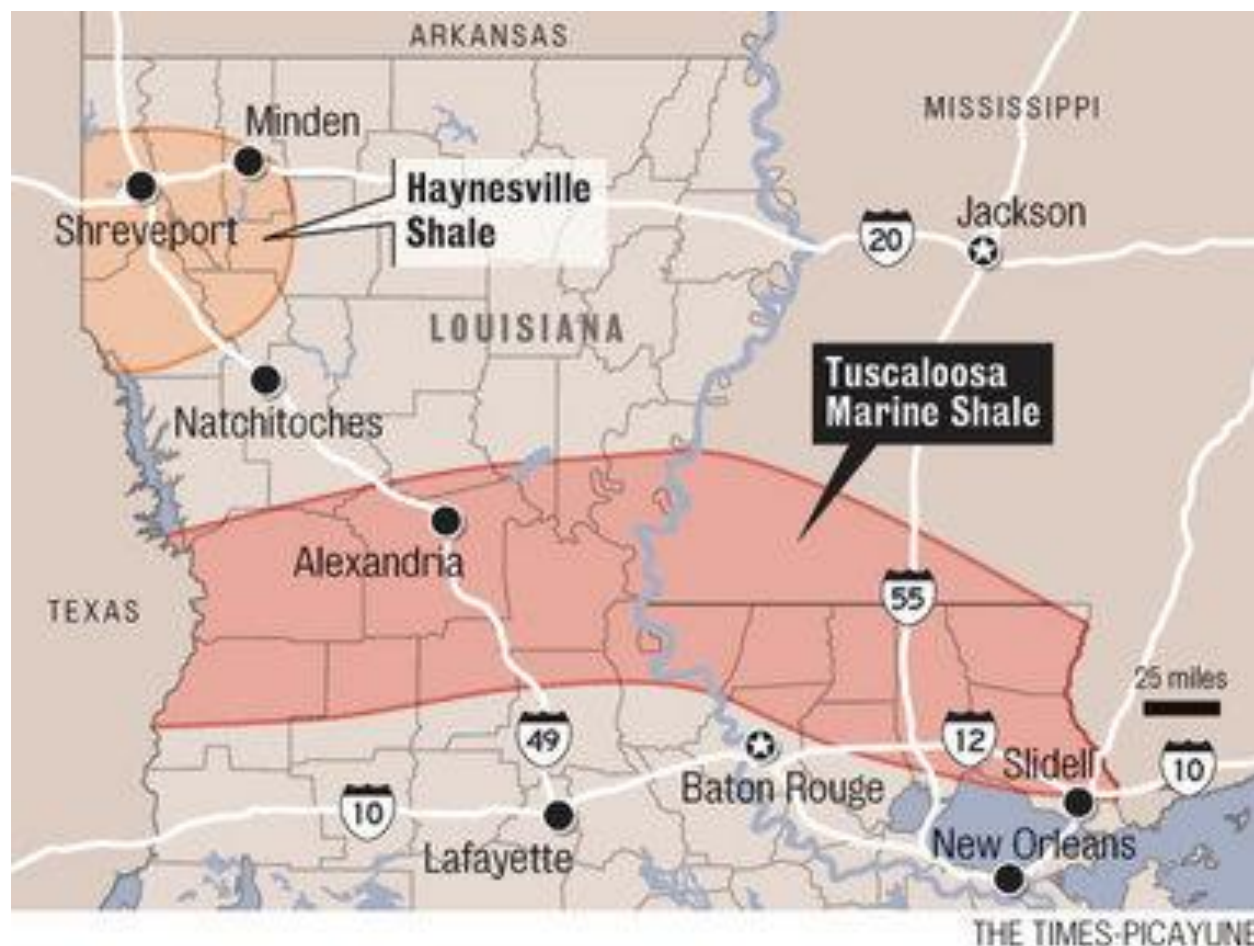 ARKANSAS
MISSISSIPPI
Minden
Haynesville
Shale
Shreveport
Jackson
20
LOUISIANA
Tuscaloosa
Marine Shale
Natchitoches
Alexandria
TEXAS
55
25 miles
49
12
Slidell
10
Baton Rouge
10
New Orleans
Lafayette
THE TIMES-PICAYUNE